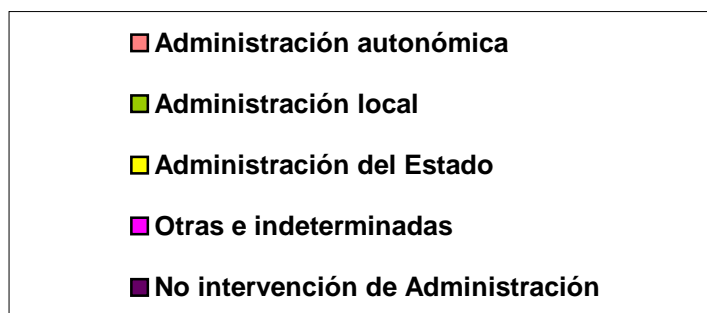 Administración autonómica
Administración local
Administración del Estado
Otras e indeterminadas
No intervención de Administración